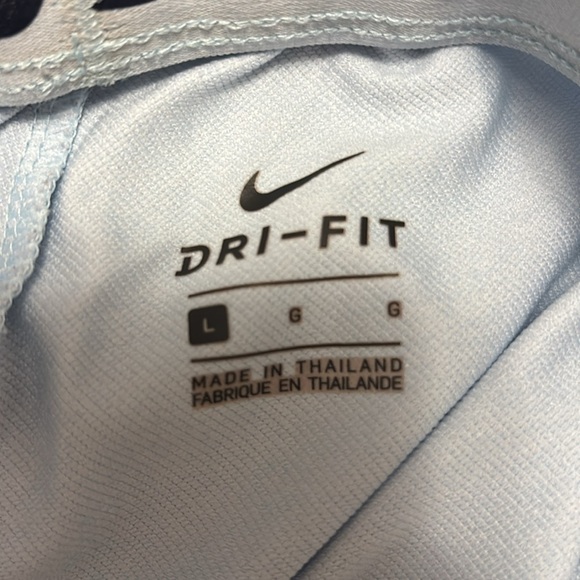 DRI-FIT
L G G
MADE IN THAILAND
FABRIQUE EN THAILANDE